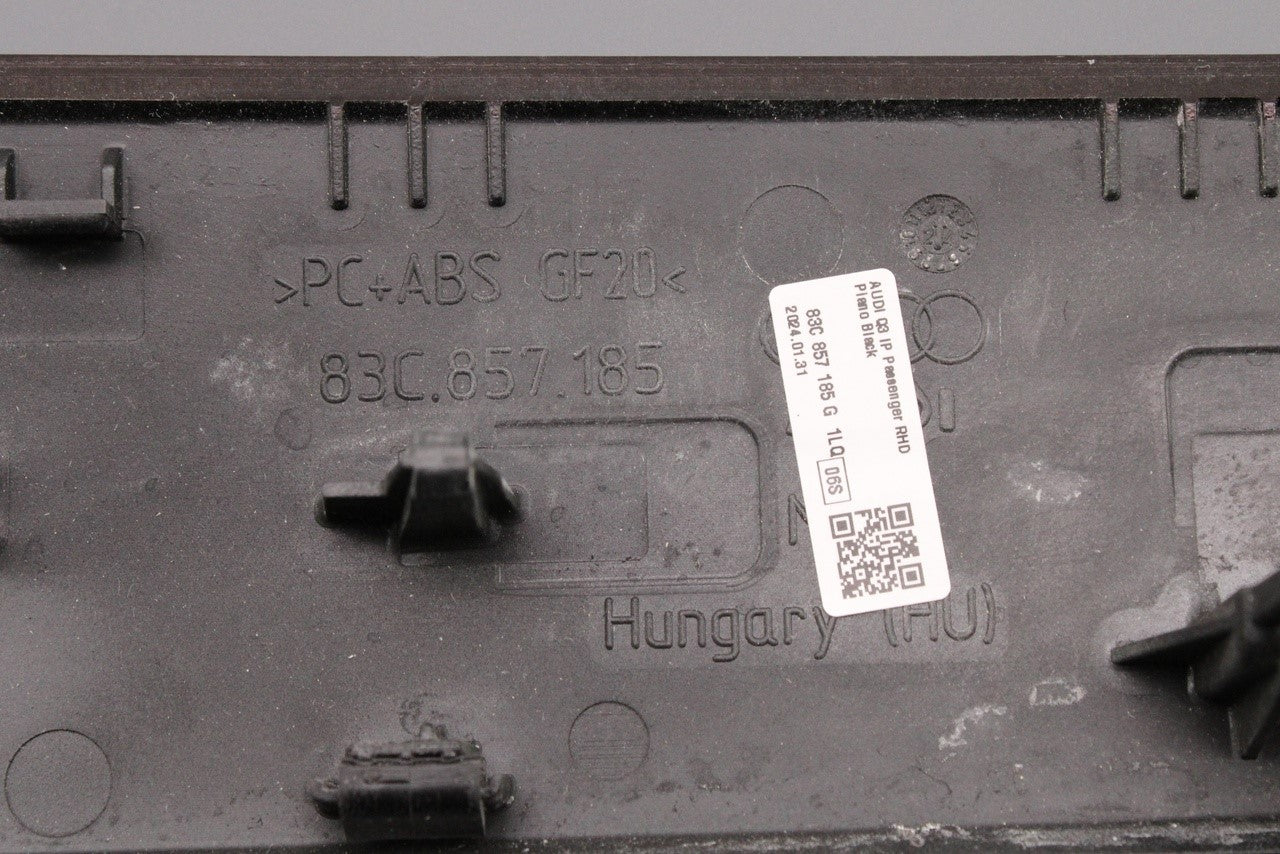 >PC+ABS GF20<
83C.857.185
AUDI Q3 IP Passenger RHD
Piano Black
83C 857 185 G 1LQ 06S
2024.01.31
Hungary (HU)